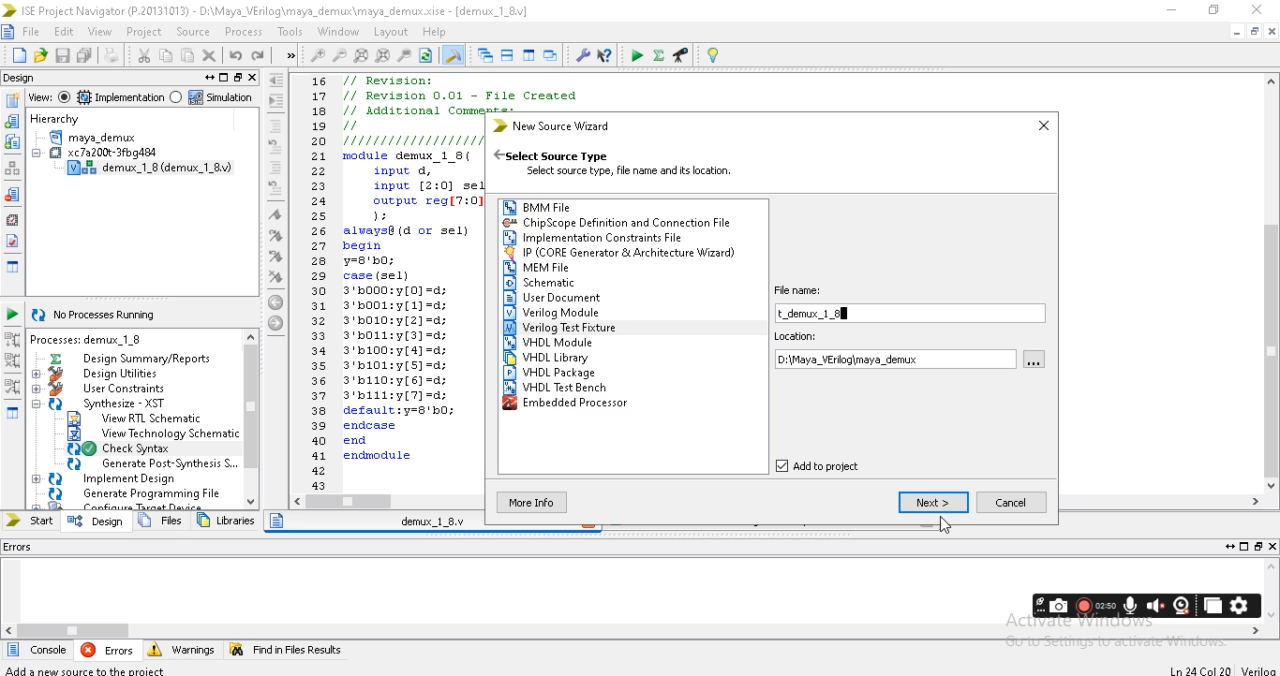 ISE Project Navigator (P.20131013) - D:\Maya_VErilog\maya_demux\maya_demux.xise - [demux_1_8.v]
File Edit View Project Source Process Tools Window Layout Help
»
Design
View: Implementation Simulation
Hierarchy
maya_demux
xc7a200t-3fbg484
demux_1_8 (demux_1_8.v)
No Processes Running
Processes: demux_1_8
Design Summary/Reports
Design Utilities
User Constraints
Synthesize - XST
View RTL Schematic
View Technology Schematic
Check Syntax
Generate Post-Synthesis S...
Implement Design
Generate Programming File
Configure Target Device
Start Design Files Libraries
16 // Revision:
17 // Revision 0.01 - File Created
18 // Additional Comments:
19 //
20 ///////////////////
21 module demux_1_8(
22 input d,
23 input [2:0] sel
24 output reg[7:0]
25 );
26 always@(d or sel)
27 begin
28 y=8'b0;
29 case(sel)
30 3'b000:y[0]=d;
31 3'b001:y[1]=d;
32 3'b010:y[2]=d;
33 3'b011:y[3]=d;
34 3'b100:y[4]=d;
35 3'b101:y[5]=d;
36 3'b110:y[6]=d;
37 3'b111:y[7]=d;
38 default:y=8'b0;
39 endcase
40 end
41 endmodule
42
43
demux_1_8.v
New Source Wizard
Select Source Type
Select source type, file name and its location.
BMM File
ChipScope Definition and Connection File
Implementation Constraints File
IP (CORE Generator & Architecture Wizard)
MEM File
Schematic
User Document
Verilog Module
Verilog Test Fixture
VHDL Module
VHDL Library
VHDL Package
VHDL Test Bench
Embedded Processor
File name:
t_demux_1_8
Location:
D:\Maya_VErilog\maya_demux
...
Add to project
More Info Next > Cancel
Errors
02:50
Activate Windows
Go to Settings to activate Windows.
Console Errors Warnings Find in Files Results
Add a new source to the project
Ln 24 Col 20 Verilog